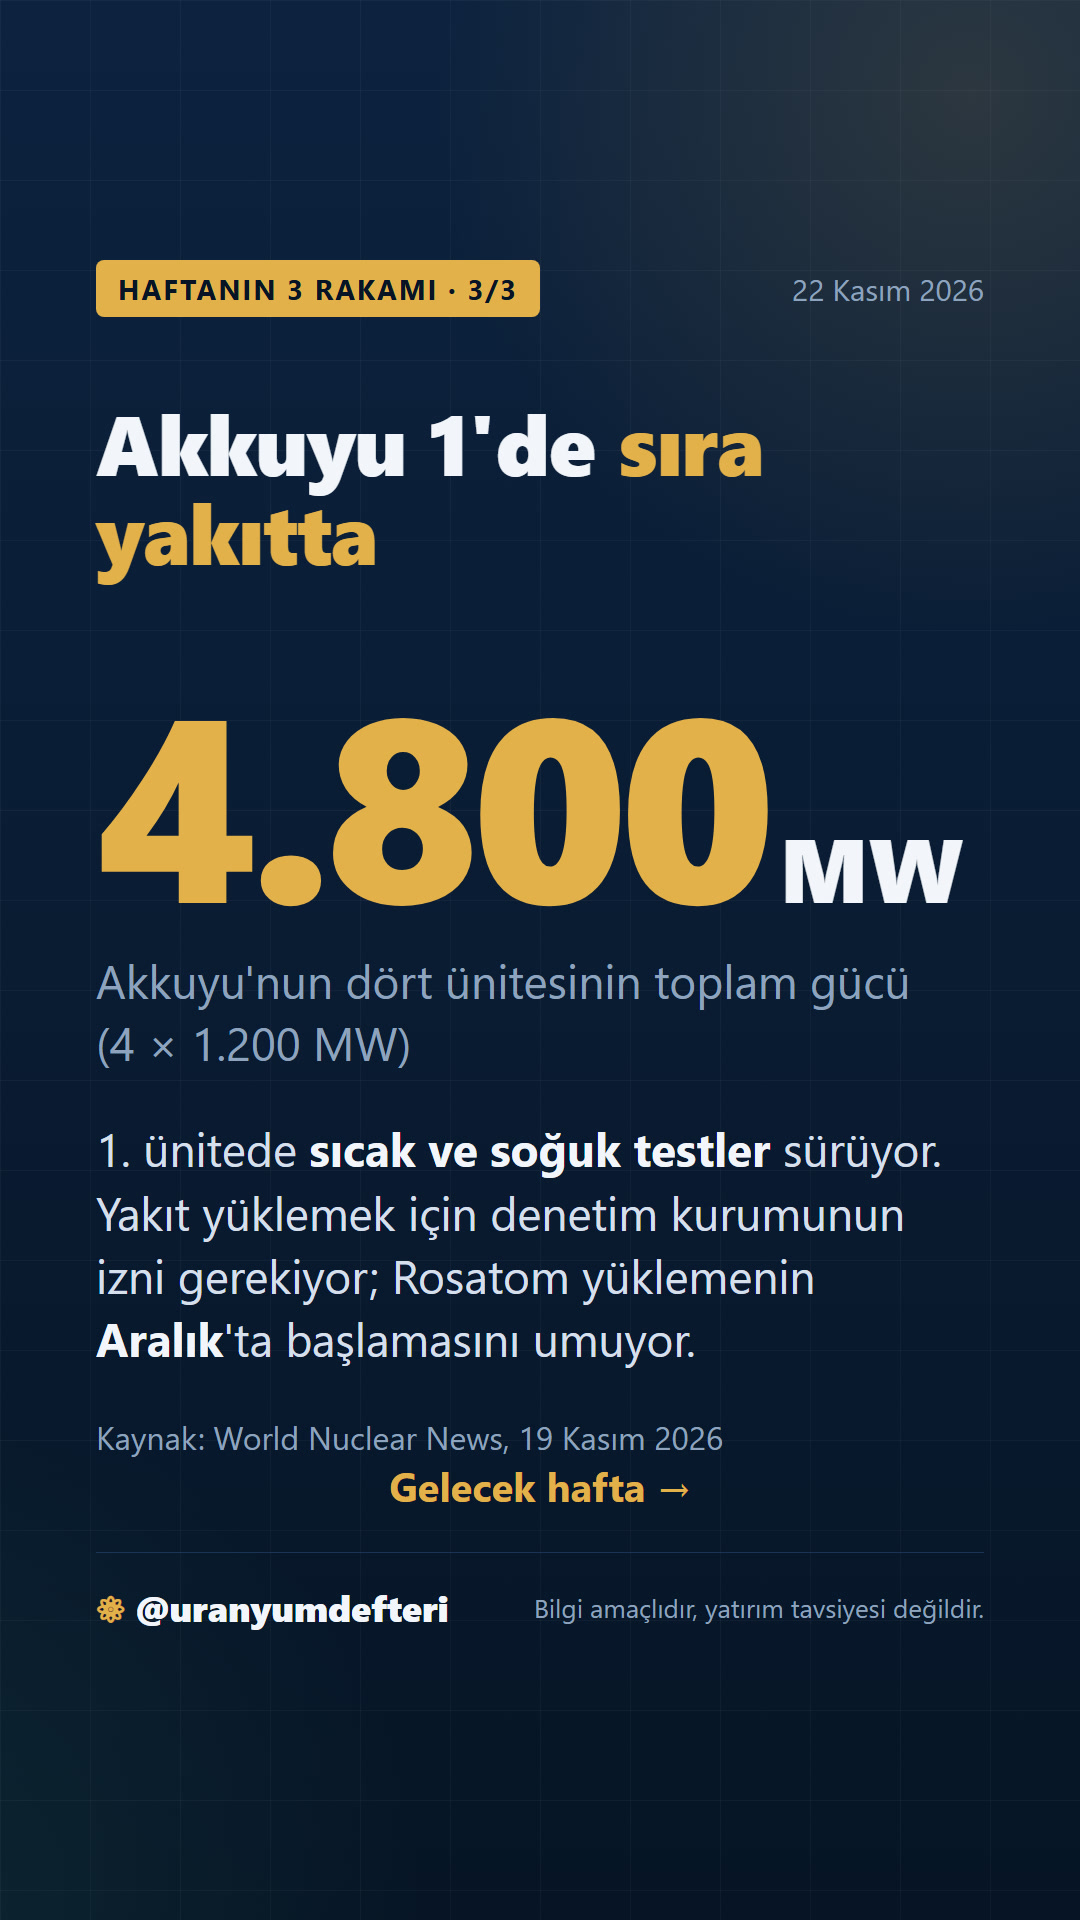 HAFTANIN 3 RAKAMI · 3/3
22 Kasım 2026
Akkuyu 1'de sıra
yakıtta
4.800 MW
Akkuyu'nun dört ünitesinin toplam gücü
(4 × 1.200 MW)
1. ünitede sıcak ve soğuk testler sürüyor.
Yakıt yüklemek için denetim kurumunun
izni gerekiyor; Rosatom yüklemenin
Aralık'ta başlamasını umuyor.
Kaynak: World Nuclear News, 19 Kasım 2026
Gelecek hafta →
@uranyumdefteri
Bilgi amaçlıdır, yatırım tavsiyesi değildir.